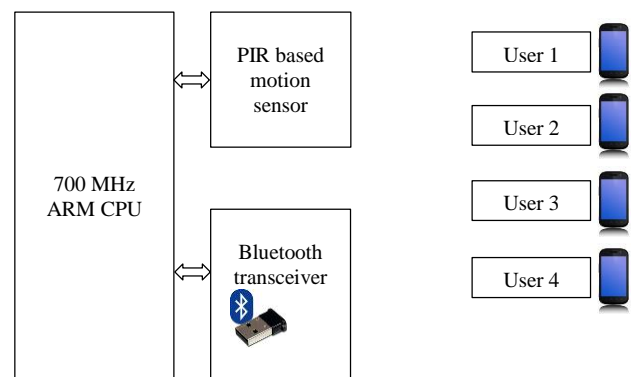 700 MHz
ARM CPU
PIR based
motion
sensor
Bluetooth
transceiver
User 1
User 2
User 3
User 4